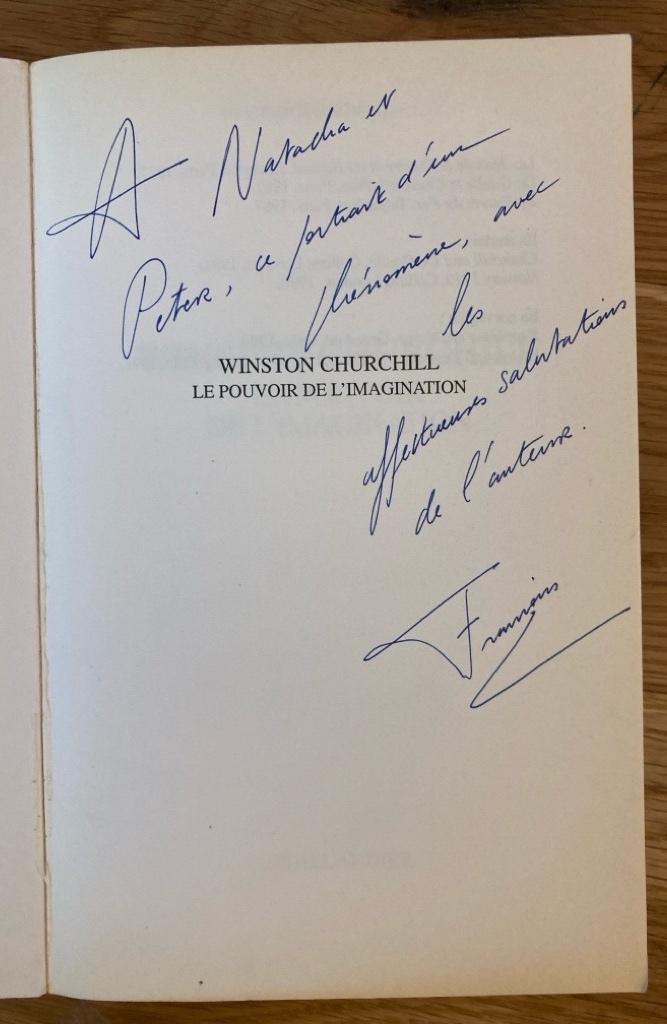 A Natacha et
Peter, ce portrait d'un
phénomène, avec
les
WINSTON CHURCHILL
LE POUVOIR DE L'IMAGINATION
affectueuses salutations
de l'auteur.
François